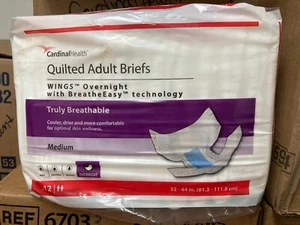 CardinalHealth
Quilted Adult Briefs
WINGS™ Overnight
with BreatheEasy™ technology
Truly Breathable
Cooler, drier and more comfortable
for optimal skin wellness.
Medium
12
32 - 44 in. (81.3 - 111.8 cm)
REF 6703
53